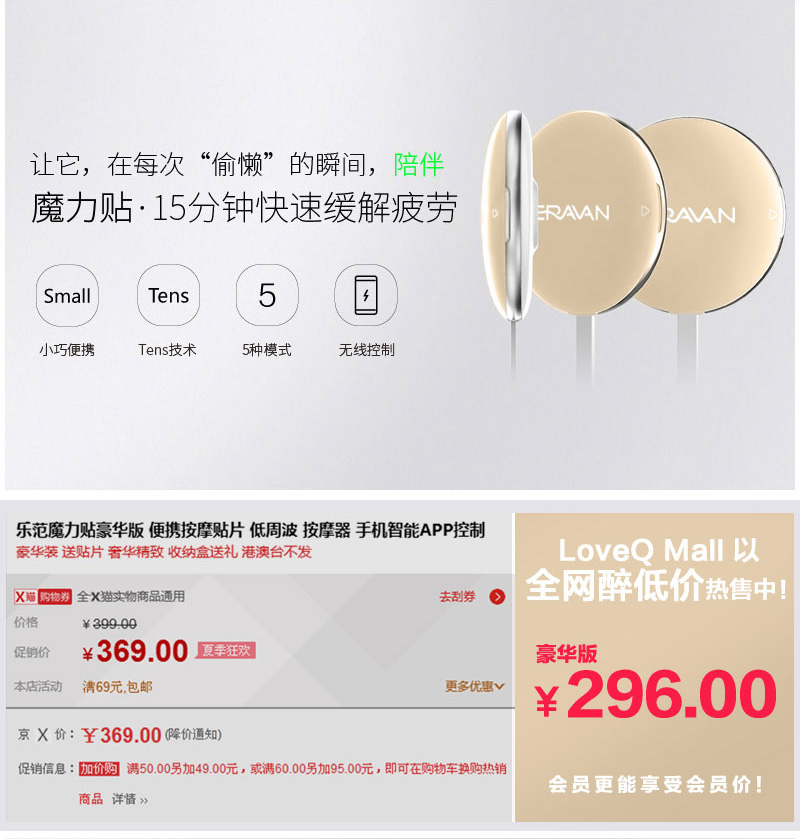 让它，在每次“偷懒”的瞬间，陪伴
魔力贴·15分钟快速缓解疲劳
Small
Tens
5
小巧便携
Tens技术
5种模式
无线控制
ERAVAN
RAVAN
乐范魔力贴豪华版 便携按摩贴片 低周波 按摩器 手机智能APP控制
豪华装 送贴片 奢华精致 收纳盒送礼 港澳台不发
X猫 购物券 全X猫实物商品通用 去刮券
价格 ¥399.00
促销价 ¥369.00 夏季狂欢
本店活动 满69元,包邮 更多优惠
京 X 价：￥369.00(降价通知)
促销信息：加价购 满50.00另加49.00元，或满60.00另加95.00元，即可在购物车换购热销
商品 详情 >>
LoveQ Mall 以
全网醉低价热售中!
豪华版
¥296.00
会员更能享受会员价!